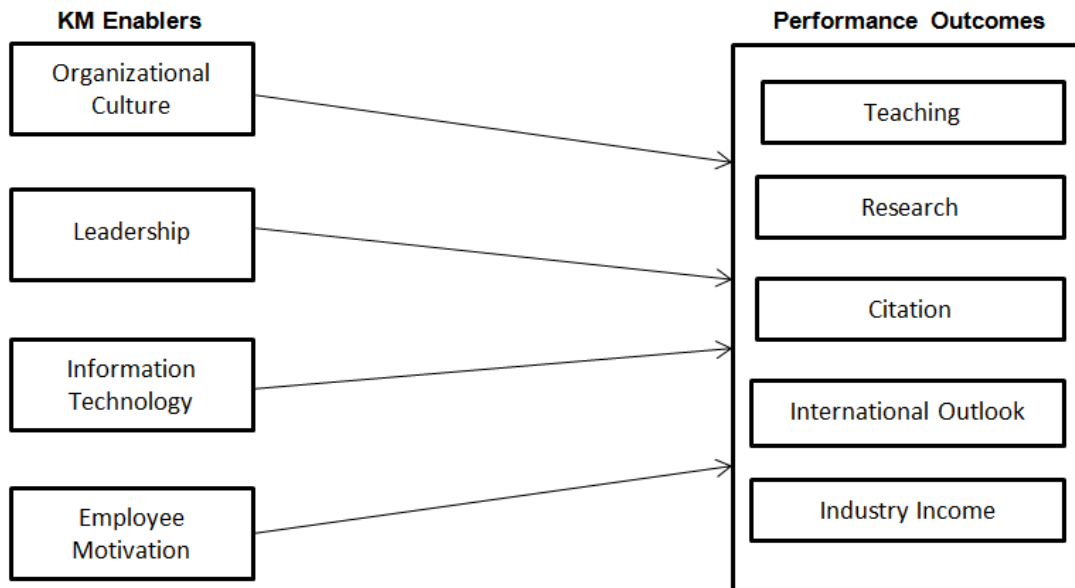 KM Enablers
Organizational
Culture
Leadership
Information
Technology
Employee
Motivation
Performance Outcomes
Teaching
Research
Citation
International Outlook
Industry Income